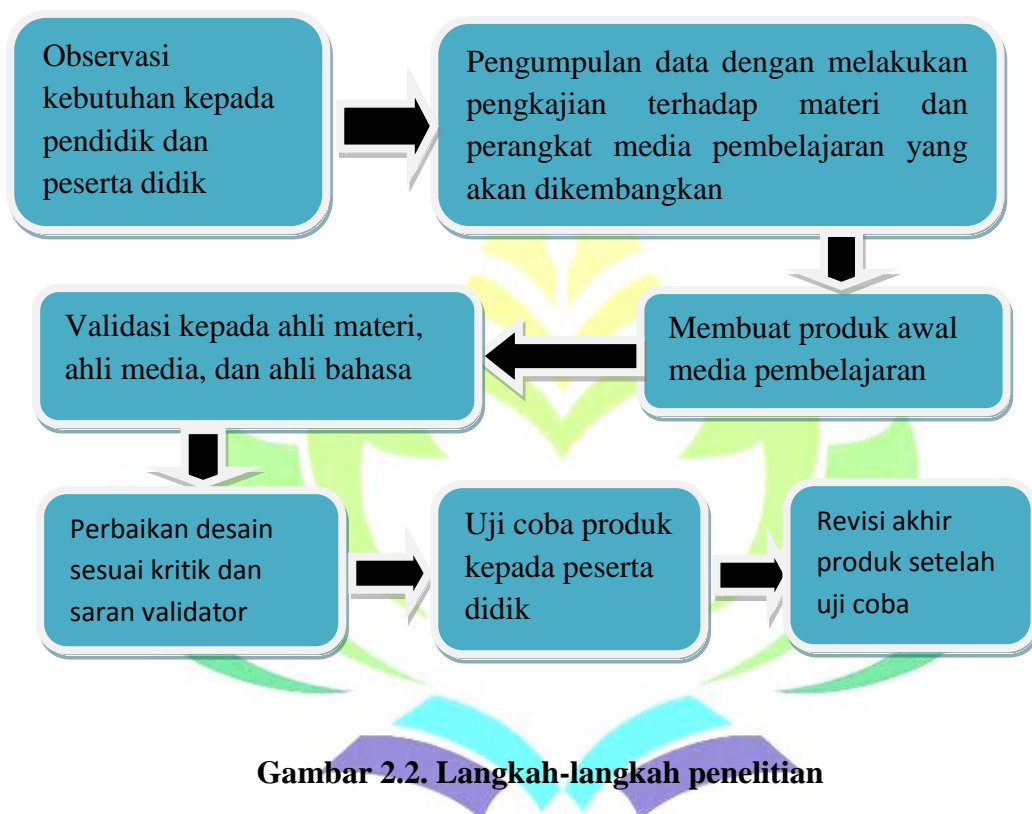 Observasi
kebutuhan kepada
pendidik dan
peserta didik
Pengumpulan data dengan melakukan
pengkajian terhadap materi dan
perangkat media pembelajaran yang
akan dikembangkan
Membuat produk awal
media pembelajaran
Validasi kepada ahli materi,
ahli media, dan ahli bahasa
Perbaikan desain
sesuai kritik dan
saran validator
Uji coba produk
kepada peserta
didik
Revisi akhir
produk setelah
uji coba
Gambar 2.2. Langkah-langkah penelitian